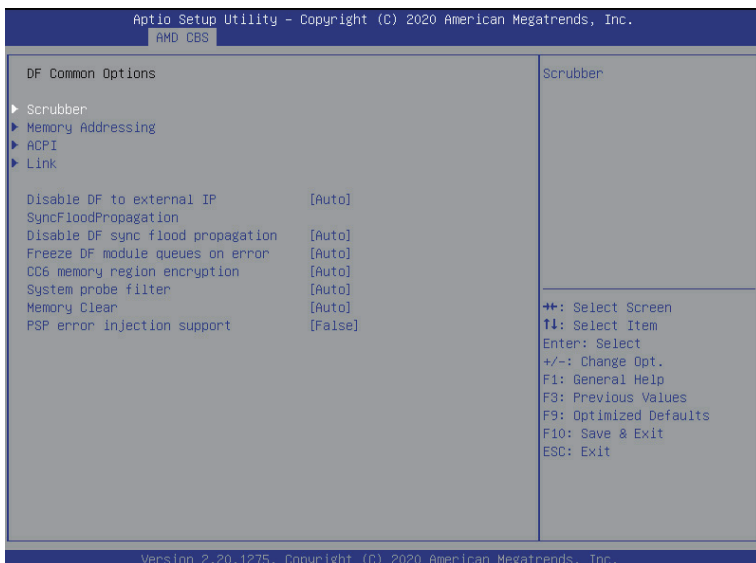 Aptio Setup Utility – Copyright (C) 2020 American Megatrends, Inc.
AMD CBS
DF Common Options
Scrubber
Memory Addressing
ACPI
Link
Disable DF to external IP [Auto]
SyncFloodPropagation
Disable DF sync flood propagation [Auto]
Freeze DF module queues on error [Auto]
CC6 memory region encryption [Auto]
System probe filter [Auto]
Memory Clear [Auto]
PSP error injection support [False]
Scrubber
→←: Select Screen
↑↓: Select Item
Enter: Select
+/-: Change Opt.
F1: General Help
F3: Previous Values
F9: Optimized Defaults
F10: Save & Exit
ESC: Exit
Version 2.20.1275. Copyright (C) 2020 American Megatrends, Inc.